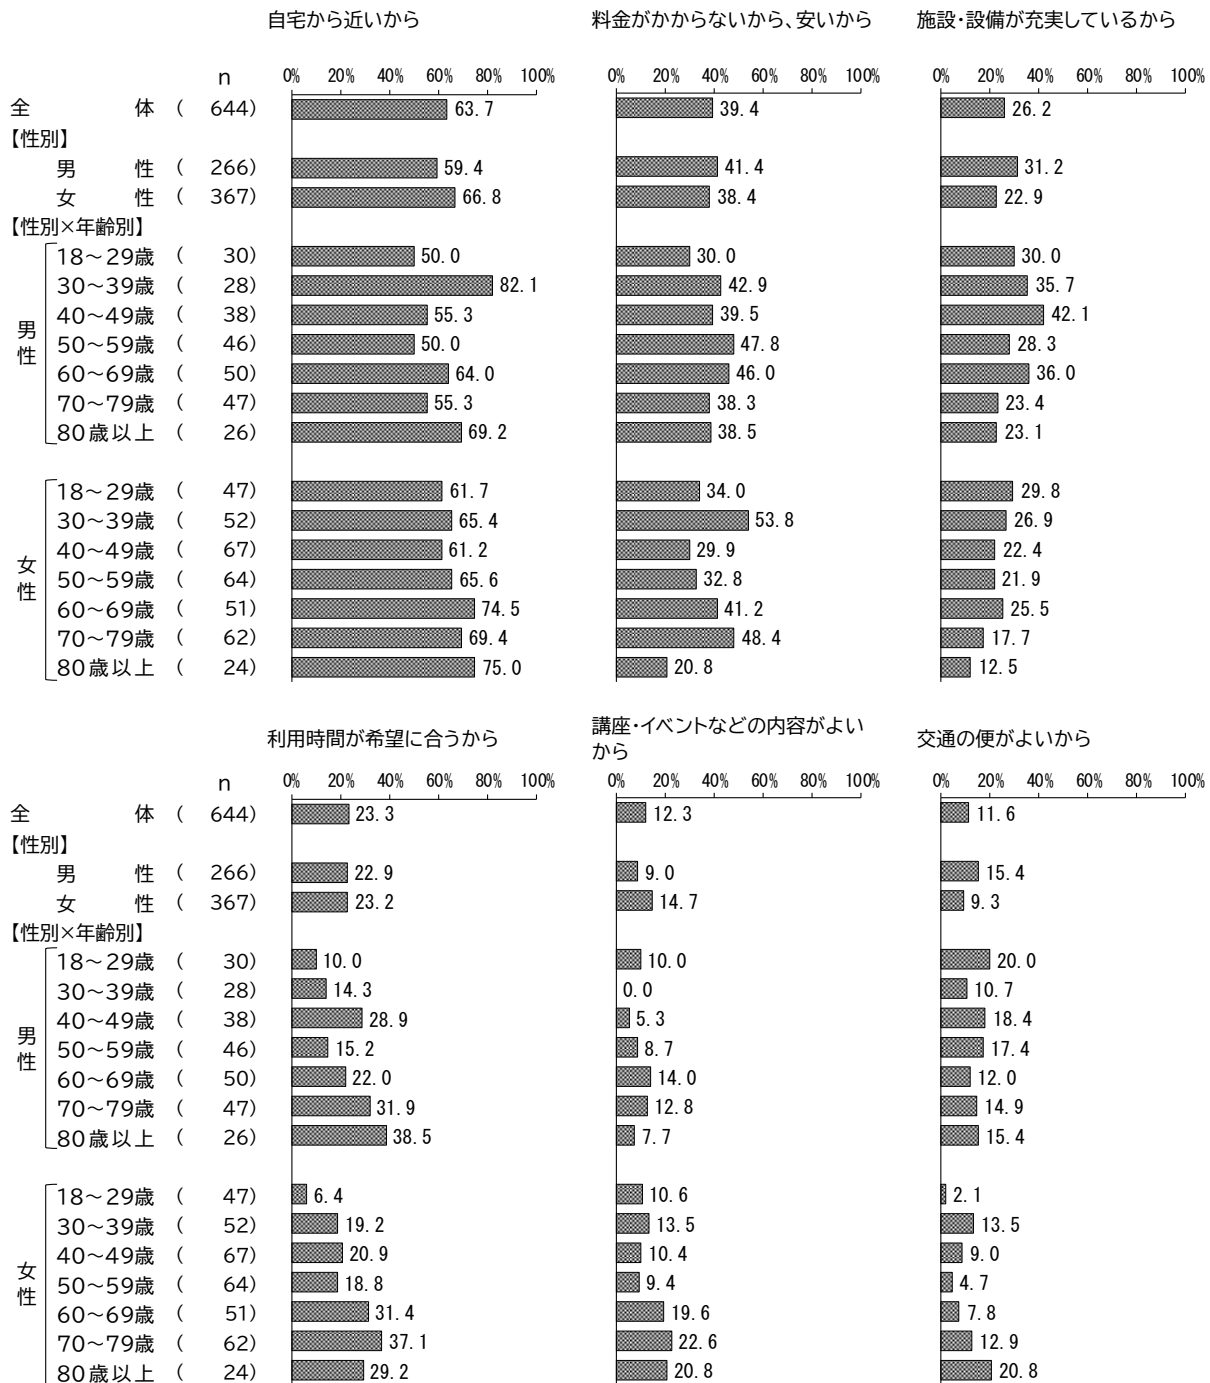 自宅から近いから 料金がかからないから、安いから 施設・設備が充実しているから
n 0% 20% 40% 60% 80% 100% 0% 20% 40% 60% 80% 100% 0% 20% 40% 60% 80% 100%
全 体 ( 644) 63.7 39.4 26.2
【性別】
男 性 ( 266) 59.4 41.4 31.2
女 性 ( 367) 66.8 38.4 22.9
【性別×年齢別】
男性
18～29歳 ( 30) 50.0 30.0 30.0
30～39歳 ( 28) 82.1 42.9 35.7
40～49歳 ( 38) 55.3 39.5 42.1
50～59歳 ( 46) 50.0 47.8 28.3
60～69歳 ( 50) 64.0 46.0 36.0
70～79歳 ( 47) 55.3 38.3 23.4
80歳以上 ( 26) 69.2 38.5 23.1
女性
18～29歳 ( 47) 61.7 34.0 29.8
30～39歳 ( 52) 65.4 53.8 26.9
40～49歳 ( 67) 61.2 29.9 22.4
50～59歳 ( 64) 65.6 32.8 21.9
60～69歳 ( 51) 74.5 41.2 25.5
70～79歳 ( 62) 69.4 48.4 17.7
80歳以上 ( 24) 75.0 20.8 12.5
利用時間が希望に合うから 講座・イベントなどの内容がよいから 交通の便がよいから
n 0% 20% 40% 60% 80% 100% 0% 20% 40% 60% 80% 100% 0% 20% 40% 60% 80% 100%
全 体 ( 644) 23.3 12.3 11.6
【性別】
男 性 ( 266) 22.9 9.0 15.4
女 性 ( 367) 23.2 14.7 9.3
【性別×年齢別】
男性
18～29歳 ( 30) 10.0 10.0 20.0
30～39歳 ( 28) 14.3 0.0 10.7
40～49歳 ( 38) 28.9 5.3 18.4
50～59歳 ( 46) 15.2 8.7 17.4
60～69歳 ( 50) 22.0 14.0 12.0
70～79歳 ( 47) 31.9 12.8 14.9
80歳以上 ( 26) 38.5 7.7 15.4
女性
18～29歳 ( 47) 6.4 10.6 2.1
30～39歳 ( 52) 19.2 13.5 13.5
40～49歳 ( 67) 20.9 10.4 9.0
50～59歳 ( 64) 18.8 9.4 4.7
60～69歳 ( 51) 31.4 19.6 7.8
70～79歳 ( 62) 37.1 22.6 12.9
80歳以上 ( 24) 29.2 20.8 20.8